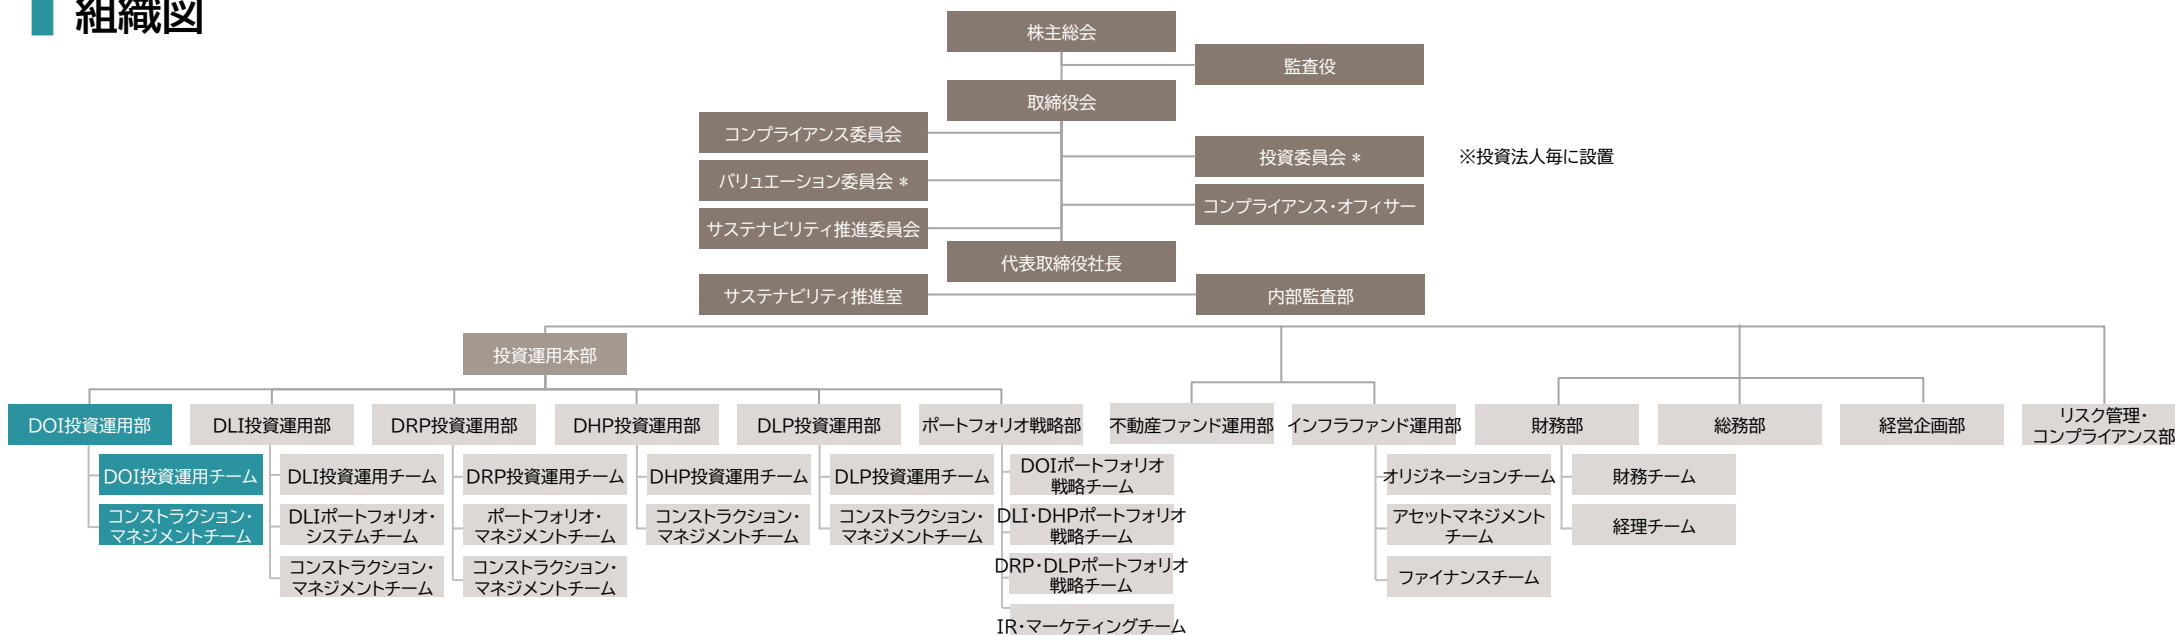 組織図
株主総会
監査役
取締役会
コンプライアンス委員会
投資委員会 *
※投資法人毎に設置
バリュエーション委員会 *
コンプライアンス・オフィサー
サステナビリティ推進委員会
代表取締役社長
サステナビリティ推進室
内部監査部
投資運用本部
DOI投資運用部
DLI投資運用部
DRP投資運用部
DHP投資運用部
DLP投資運用部
ポートフォリオ戦略部
不動産ファンド運用部
インフラファンド運用部
財務部
総務部
経営企画部
リスク管理・
コンプライアンス部
DOI投資運用チーム
コンストラクション・
マネジメントチーム
DLI投資運用チーム
DLIポートフォリオ・
システムチーム
コンストラクション・
マネジメントチーム
DRP投資運用チーム
ポートフォリオ・
マネジメントチーム
コンストラクション・
マネジメントチーム
DHP投資運用チーム
コンストラクション・
マネジメントチーム
DLP投資運用チーム
コンストラクション・
マネジメントチーム
DOIポートフォリオ
戦略チーム
DLI・DHPポートフォリオ
戦略チーム
DRP・DLPポートフォリオ
戦略チーム
IR・マーケティングチーム
オリジネーションチーム
アセットマネジメント
チーム
ファイナンスチーム
財務チーム
経理チーム